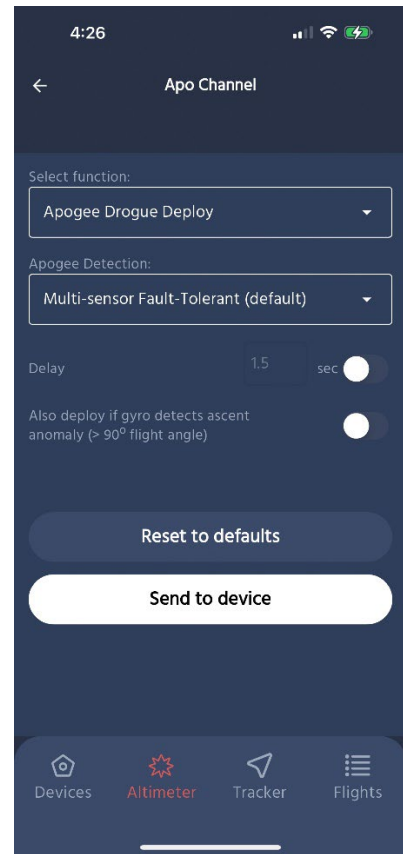 4:26
Apo Channel
Select function:
Apogee Drogue Deploy
Apogee Detection:
Multi-sensor Fault-Tolerant (default)
Delay 1.5 sec
Also deploy if gyro detects ascent
anomaly (> 90⁰ flight angle)
Reset to defaults
Send to device
Devices Altimeter Tracker Flights